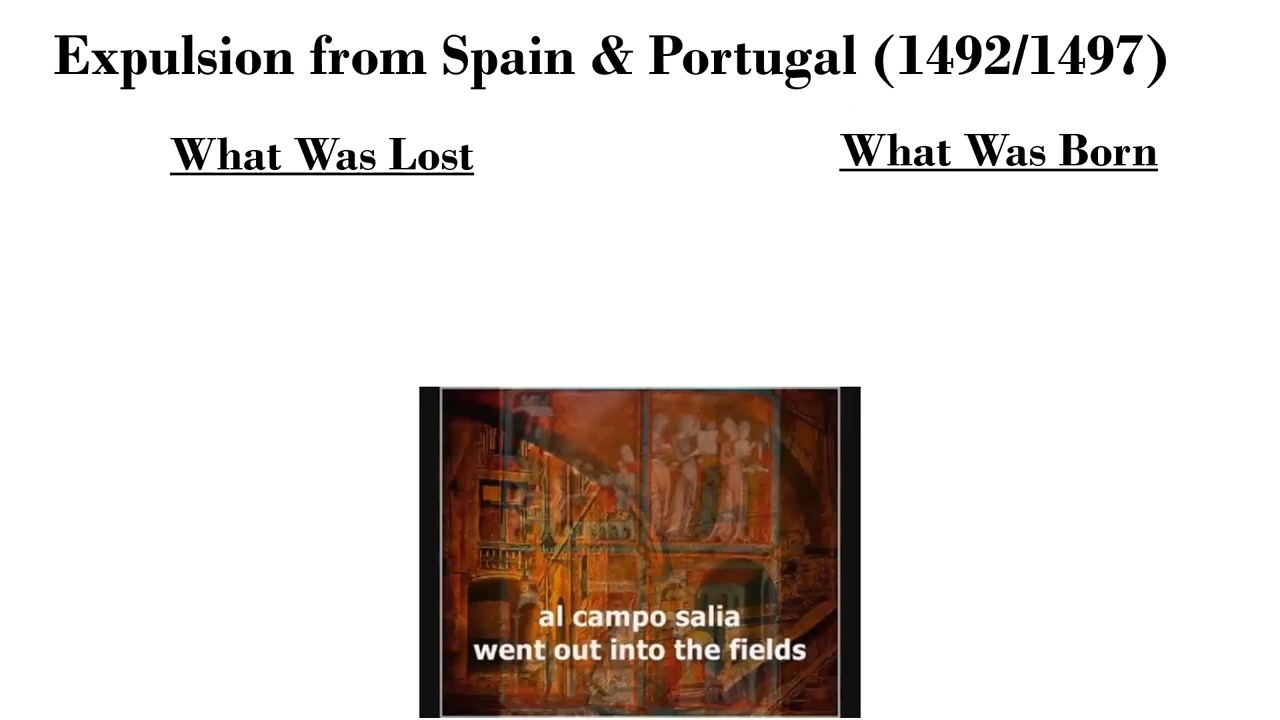 Expulsion from Spain & Portugal (1492/1497)
What Was Lost
What Was Born
al campo salia
went out into the fields